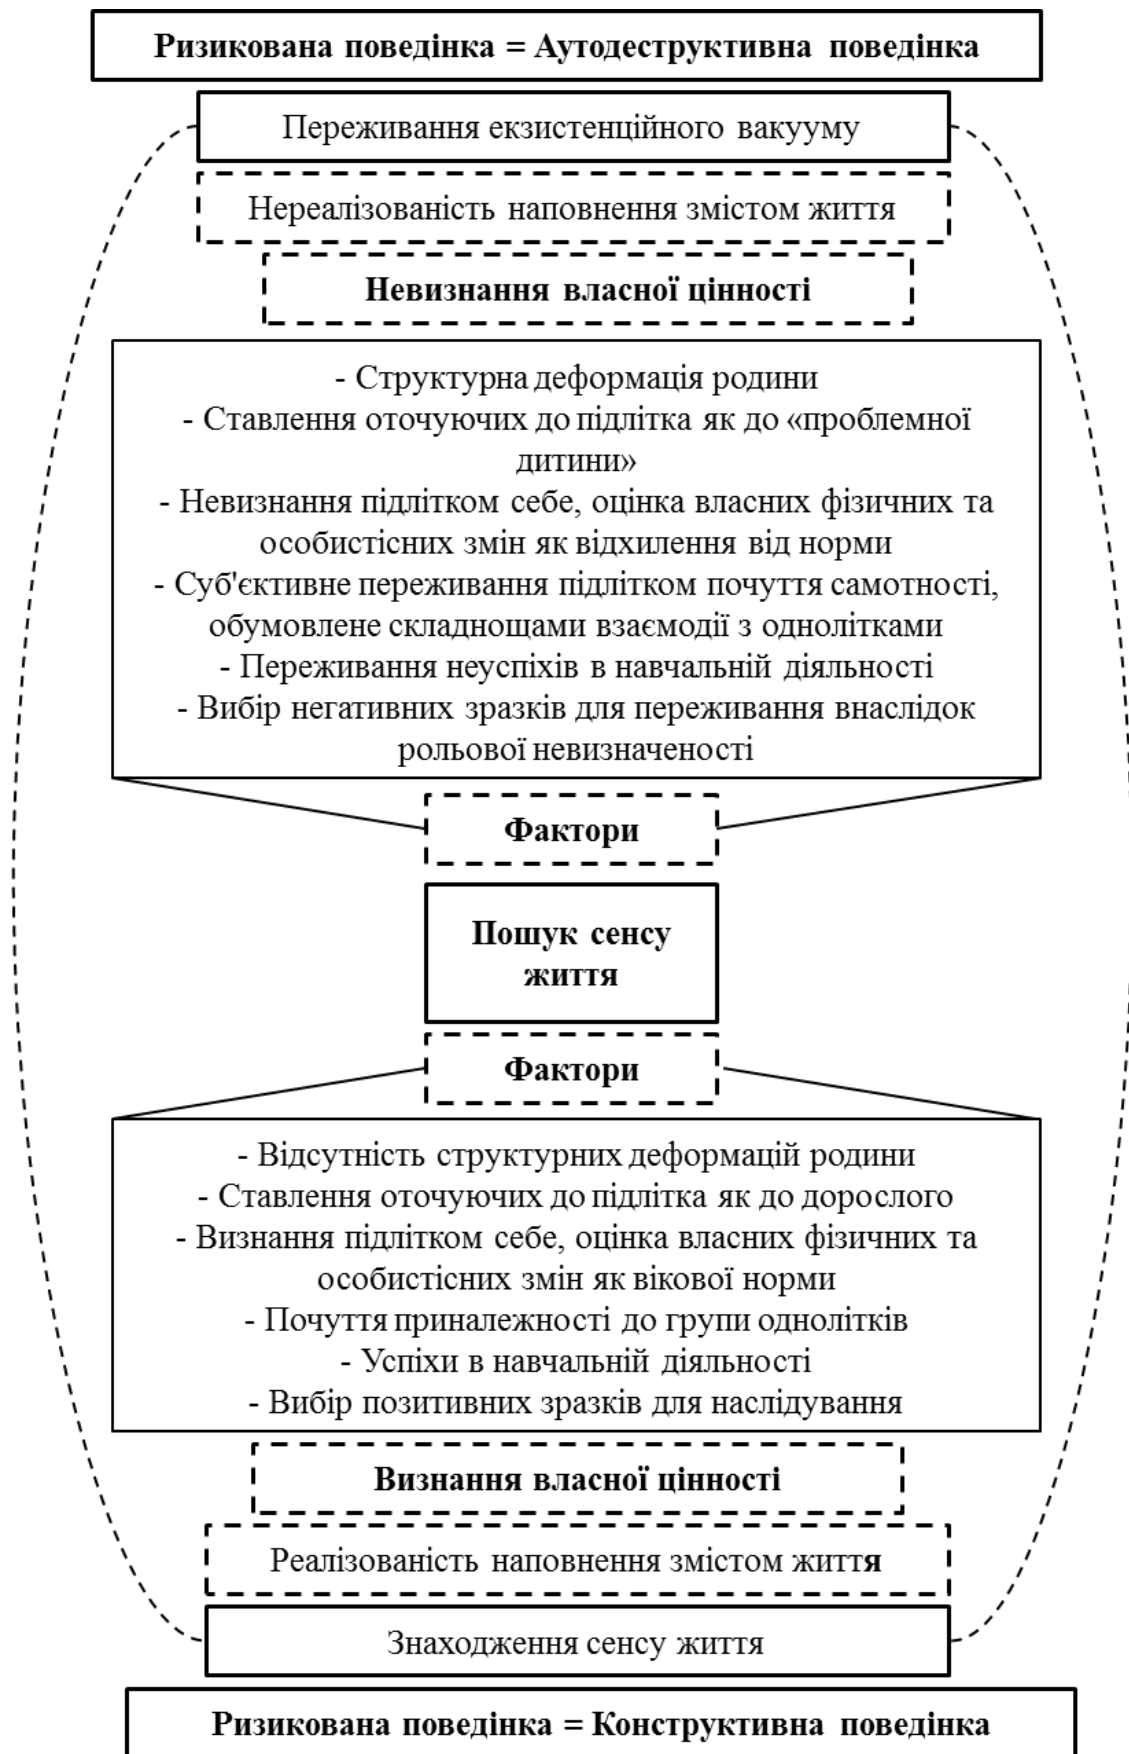 Ризикована поведінка = Аутодеструктивна поведінка
Переживання екзистенційного вакууму
Нереалізованість наповнення змістом життя
Невизнання власної цінності
- Структурна деформація родини
- Ставлення оточуючих до підлітка як до «проблемної
дитини»
- Невизнання підлітком себе, оцінка власних фізичних та
особистісних змін як відхилення від норми
- Суб'єктивне переживання підлітком почуття самотності,
обумовлене складнощами взаємодії з однолітками
- Переживання неуспіхів в навчальній діяльності
- Вибір негативних зразків для переживання внаслідок
рольової невизначеності
Фактори
Пошук сенсу
життя
Фактори
- Відсутність структурних деформацій родини
- Ставлення оточуючих до підлітка як до дорослого
- Визнання підлітком себе, оцінка власних фізичних та
особистісних змін як вікової норми
- Почуття приналежності до групи однолітків
- Успіхи в навчальній діяльності
- Вибір позитивних зразків для наслідування
Визнання власної цінності
Реалізованість наповнення змістом життя
Знаходження сенсу життя
Ризикована поведінка = Конструктивна поведінка